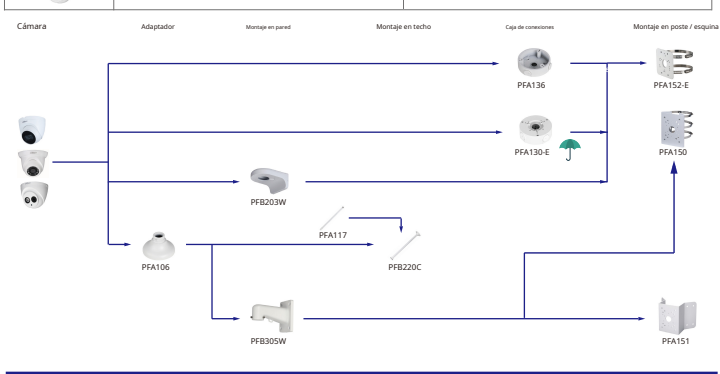 Cámara
Adaptador
Montaje en pared
Montaje en techo
Caja de conexiones
Montaje en poste / esquina
PFA136
PFA152-E
PFA130-E
PFA150
PFB203W
PFA117
PFA106
PFB220C
PFB305W
PFA151